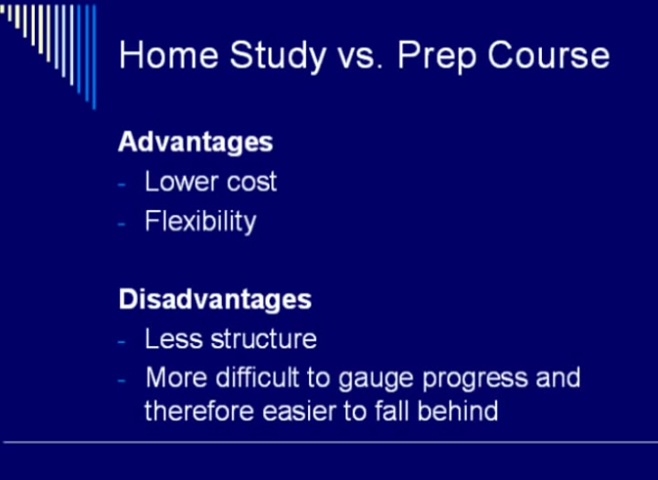 Home Study vs. Prep Course
Advantages
- Lower cost
- Flexibility
Disadvantages
- Less structure
- More difficult to gauge progress and
therefore easier to fall behind